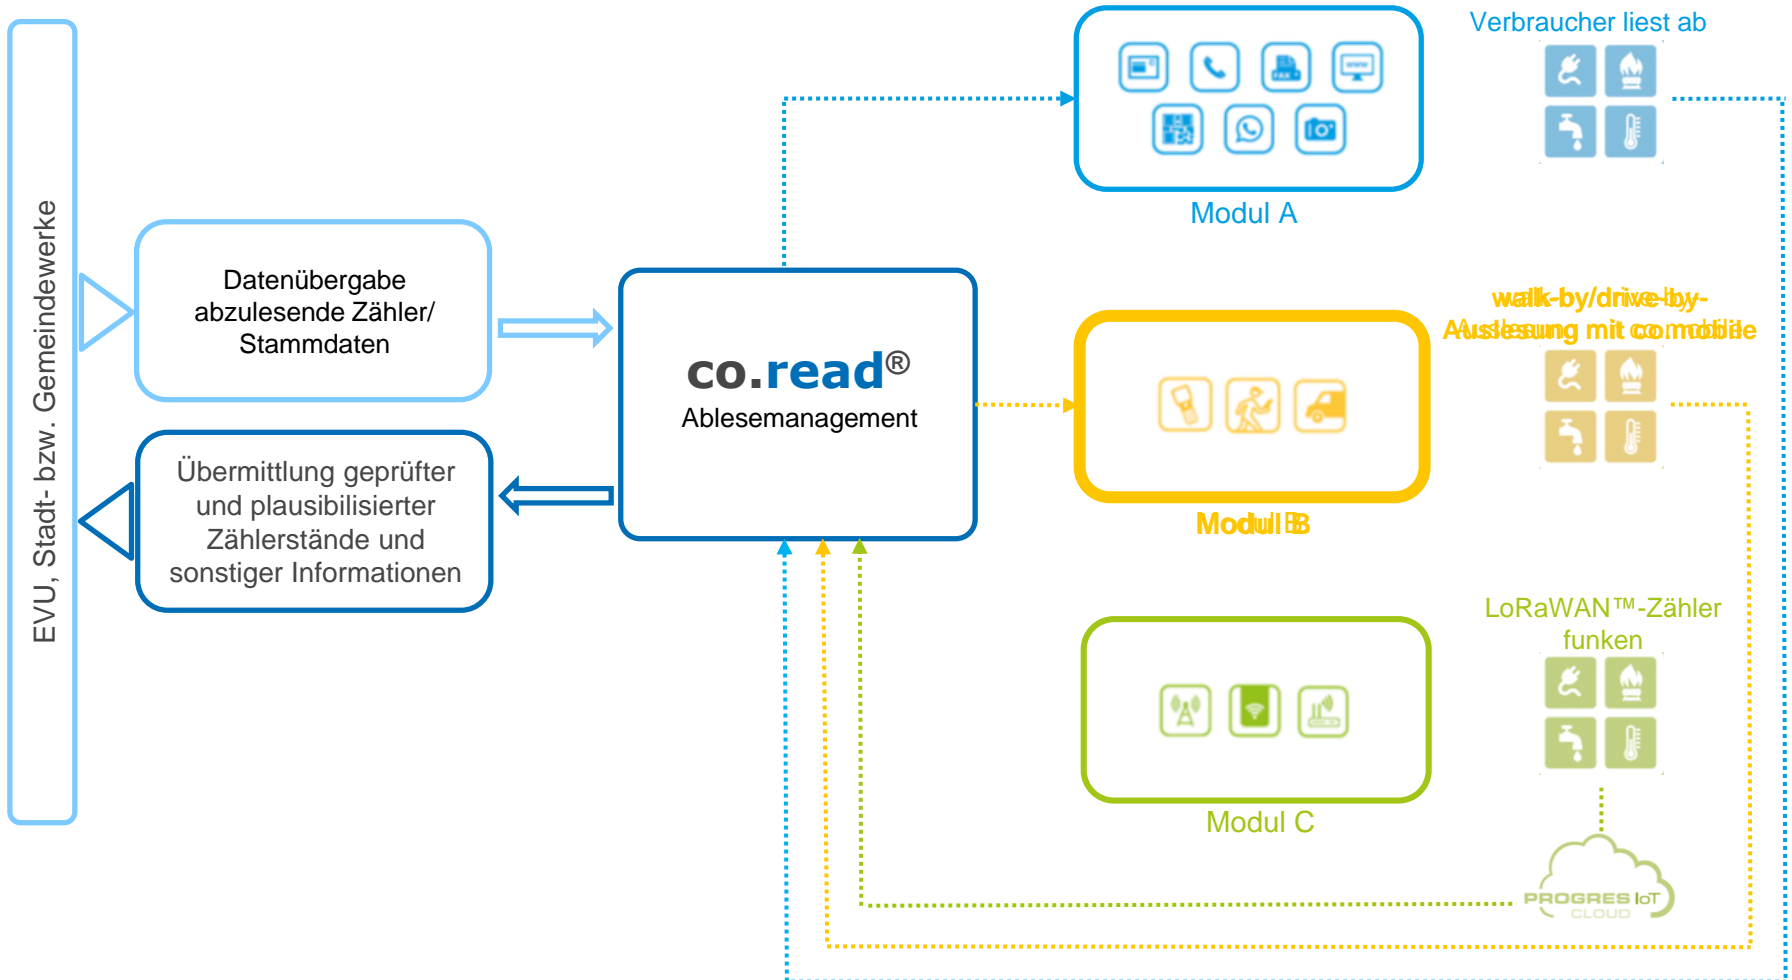 EVU, Stadt- bzw. Gemeindewerke
Datenübergabe
abzulesende Zähler/
Stammdaten
Übermittlung geprüfter
und plausibilisierter
Zählerstände und
sonstiger Informationen
co.read®
Ablesemanagement
FAX
www
Modul A
Verbraucher liest ab
Modul B
walk-by/drive-by-
Auslesung mit co.mobile
Modul C
LoRaWAN™-Zähler
funken
PROGRES IoT
CLOUD